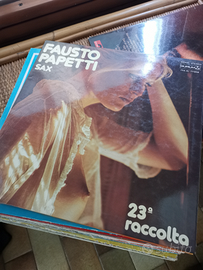 FAUSTO
PAPETTI
SAX
23ª
raccolta